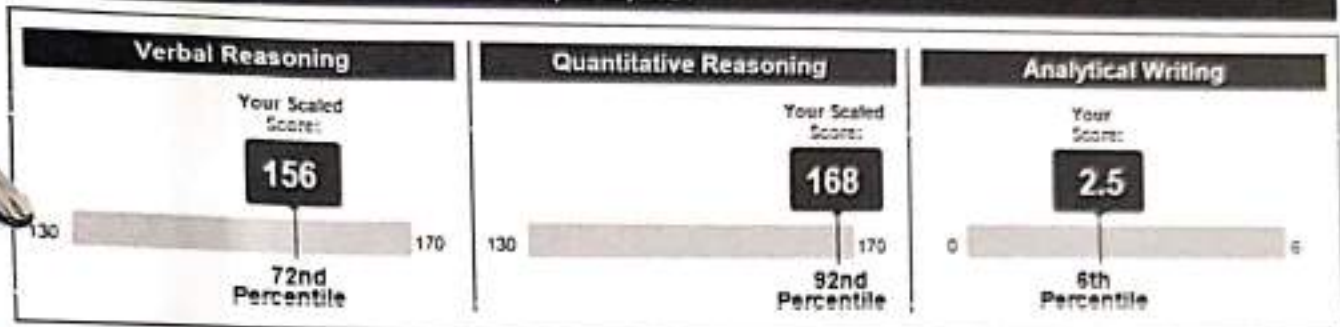 Verbal Reasoning
Your Scaled
Score:
156
130
170
72nd
Percentile
Quantitative Reasoning
Your Scaled
Score:
168
130
170
92nd
Percentile
Analytical Writing
Your
Score:
2.5
0
6
6th
Percentile